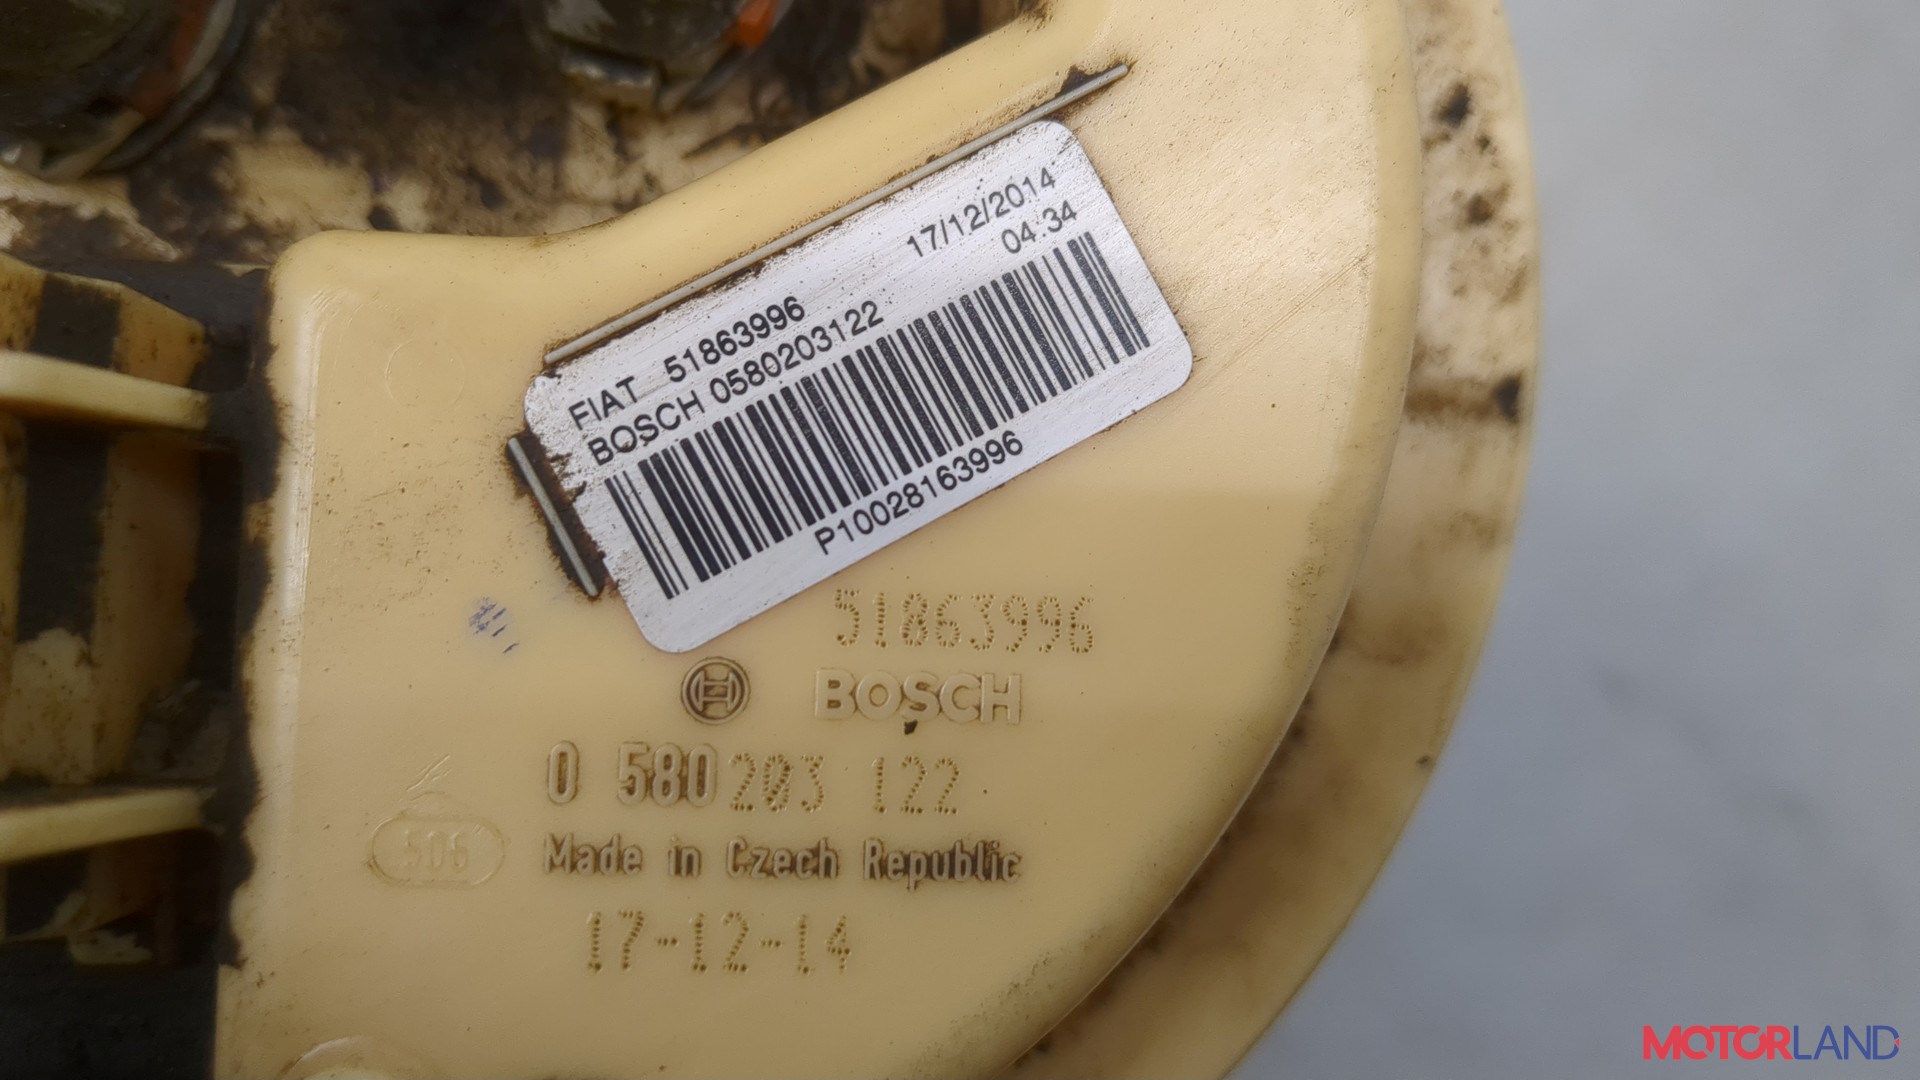 17/12/2014
04:34
FIAT 51863996
BOSCH 0580203122
P10028163996
51863996
BOSCH
0 580 203 122
506
Made in Czech Republic
17-12-14
MOTORLAND